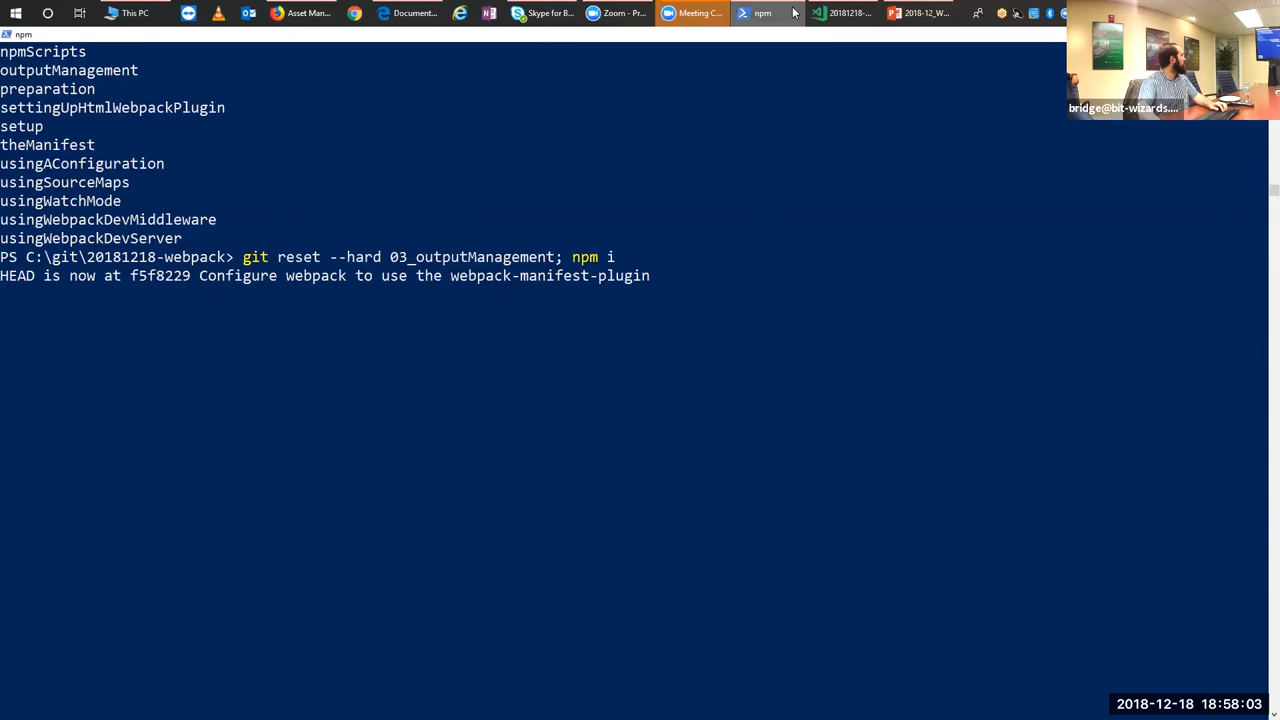 This PC
Asset Man...
Document...
Skype for B...
Zoom - Pr...
Meeting C...
npm
20181218-...
2018-12_W...
npm
npmScripts
outputManagement
preparation
settingUpHtmlWebpackPlugin
setup
theManifest
usingAConfiguration
usingSourceMaps
usingWatchMode
usingWebpackDevMiddleware
usingWebpackDevServer
PS C:\git\20181218-webpack> git reset --hard 03_outputManagement; npm i
HEAD is now at f5f8229 Configure webpack to use the webpack-manifest-plugin
bridge@bit-wizards....
2018-12-18 18:58:03